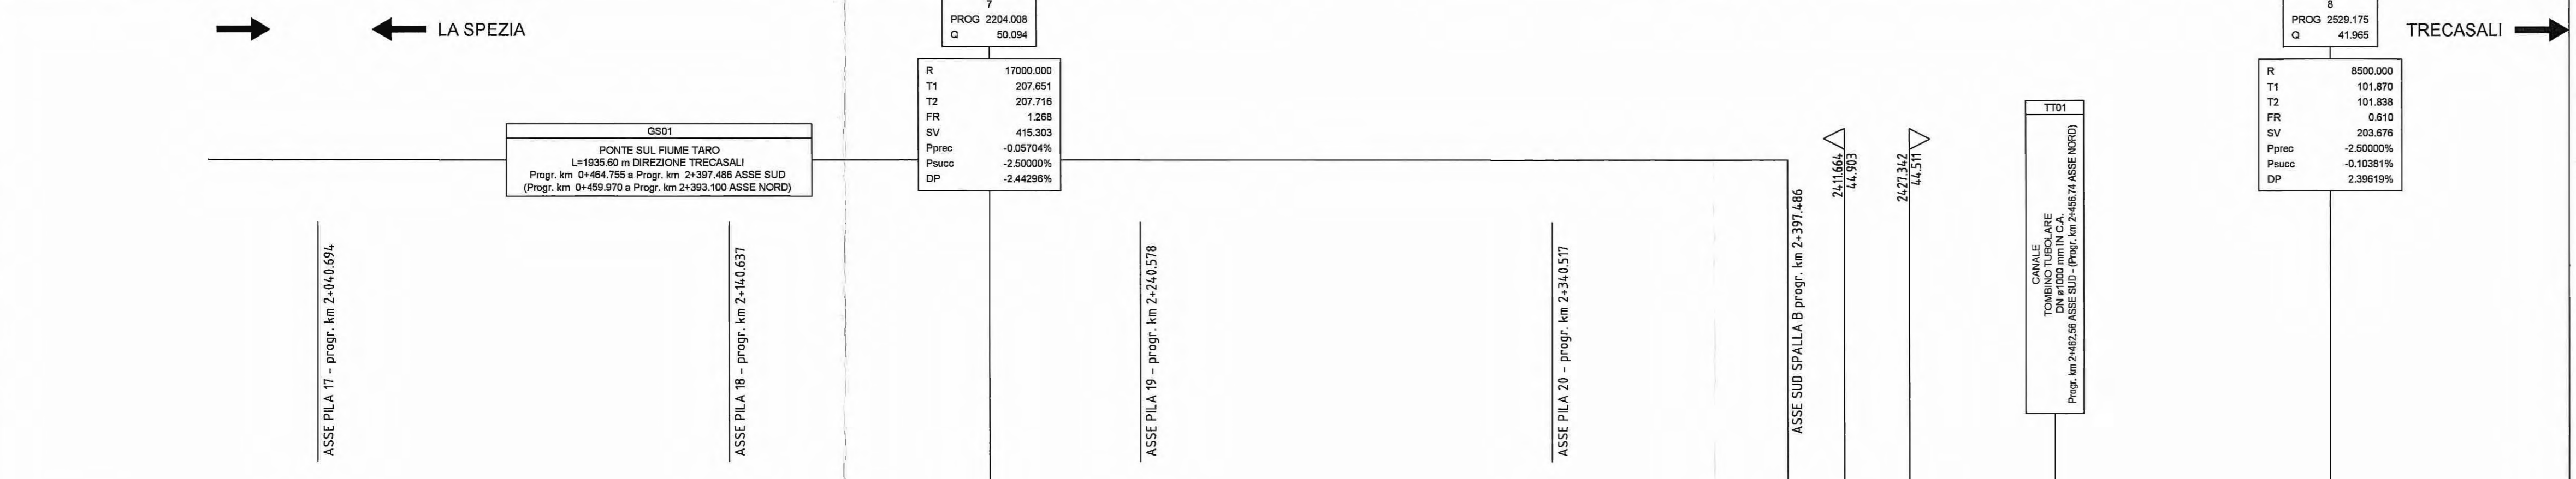 LA SPEZIA
7
PROG 2204.008
Q 50.094
R 17000.000
T1 207.651
T2 207.716
FR 1.268
SV 415.303
Pprec -0.05704%
Psucc -2.50000%
DP -2.44296%
GS01
PONTE SUL FIUME TARO
L=1935.60 m DIREZIONE TRECASALI
Progr. km 0+464.755 a Progr. km 2+397.486 ASSE SUD
(Progr. km 0+459.970 a Progr. km 2+393.100 ASSE NORD)
ASSE PILA 17 - progr. km 2+040.694
ASSE PILA 18 - progr. km 2+140.637
ASSE PILA 19 - progr. km 2+240.578
ASSE PILA 20 - progr. km 2+340.517
ASSE SUD SPALLA B progr. km 2+397.486
2411.664
44.903
2427.342
44.511
TT01
CANALE
TOMBINO TUBOLARE
DN ø1000 mm IN C.A.
Progr. km 2+462.56 ASSE SUD - (Progr. km 2+456.74 ASSE NORD)
8
PROG 2529.175
Q 41.965
R 8500.000
T1 101.870
T2 101.838
FR 0.610
SV 203.676
Pprec -2.50000%
Psucc -0.10381%
DP 2.39619%
TRECASALI